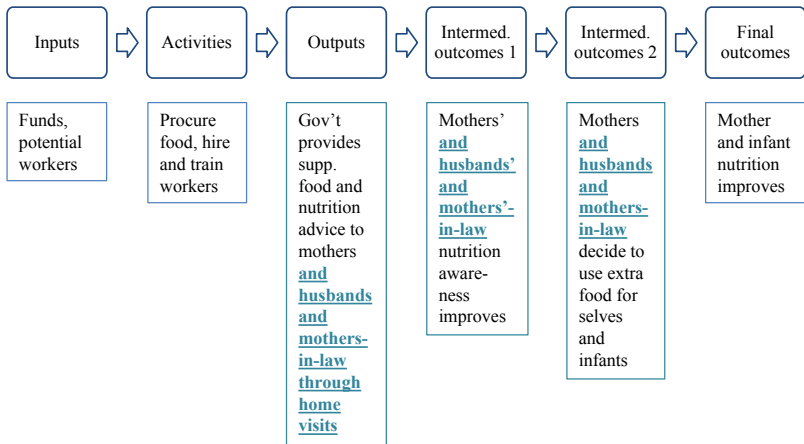 Inputs
Activities
Outputs
Intermed.
outcomes 1
Intermed.
outcomes 2
Final
outcomes
Funds,
potential
workers
Procure
food, hire
and train
workers
Gov't
provides
supp.
food and
nutrition
advice to
mothers
and
husbands
and
mothers-
in-law
through
home
visits
Mothers'
and
husbands'
and
mothers'-
in-law
nutrition
aware-
ness
improves
Mothers
and
husbands
and
mothers-
in-law
decide to
use extra
food for
selves
and
infants
Mother
and infant
nutrition
improves